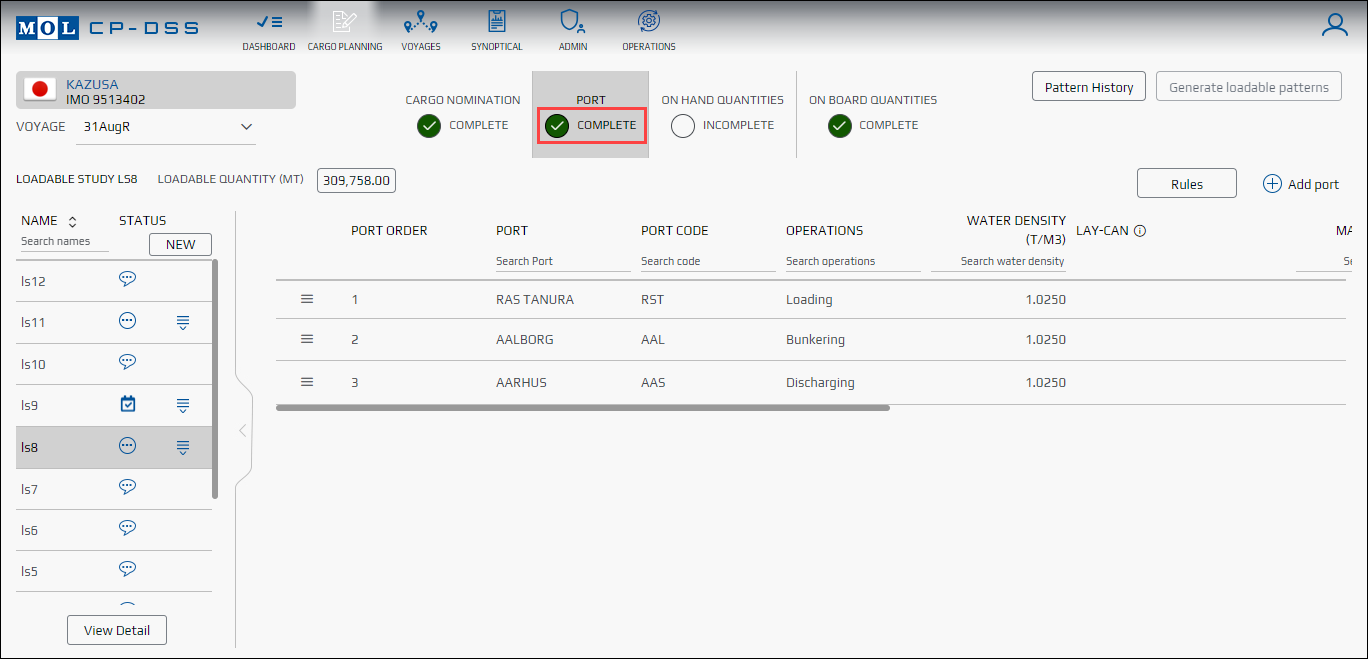 MOL CP-DSS
DASHBOARD CARGO PLANNING VOYAGES SYNOPTICAL ADMIN OPERATIONS
KAZUSA
IMO 9513402
VOYAGE 31AugR
CARGO NOMINATION
COMPLETE
PORT
COMPLETE
ON HAND QUANTITIES
INCOMPLETE
ON BOARD QUANTITIES
COMPLETE
Pattern History
Generate loadable patterns
LOADABLE STUDY LS8 LOADABLE QUANTITY (MT) 309,758.00
Rules
Add port
NAME STATUS
Search names NEW
ls12
ls11
ls10
ls9
ls8
ls7
ls6
ls5
View Detail
PORT ORDER PORT PORT CODE OPERATIONS WATER DENSITY (T/M3) LAY-CAN MA
Search Port Search code Search operations Search water density Se
1 RAS TANURA RST Loading 1.0250
2 AALBORG AAL Bunkering 1.0250
3 AARHUS AAS Discharging 1.0250